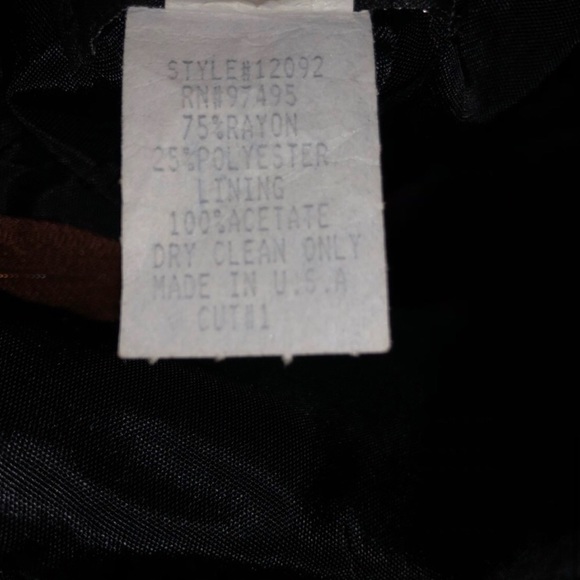 STYLE#12092
RN#97495
75%RAYON
25%POLYESTER
LINING
100%ACETATE
DRY CLEAN ONLY
MADE IN U.S.A
CUT#1